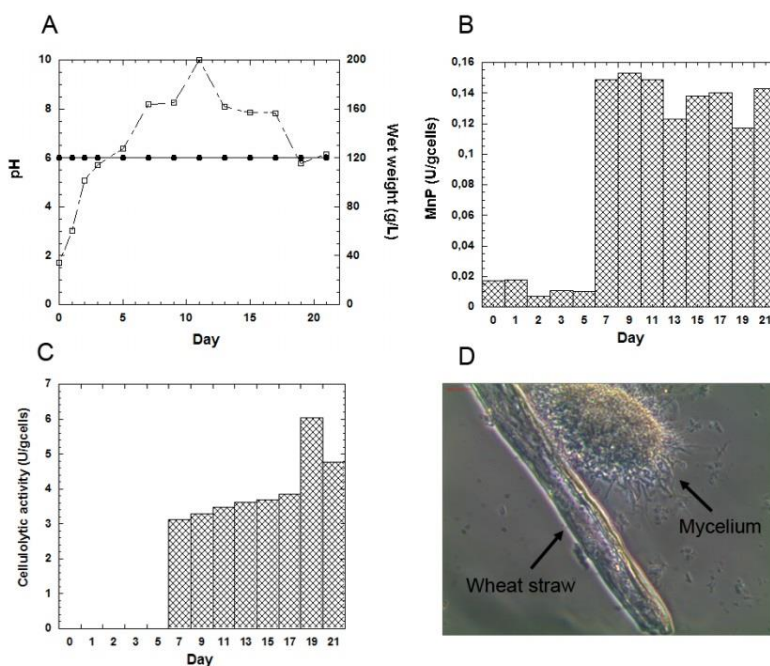 A
10
8
6
4
2
0
pH
200
160
120
80
40
0
Wet weight (g/L)
0 5 10 15 20
Day
B
0,16
0,14
0,12
0,1
0,08
0,06
0,04
0,02
0
MnP (U/gcells)
0 1 2 3 5 7 9 11 13 15 17 19 21
Day
C
7
6
5
4
3
2
1
0
Cellulolytic activity (U/gcells)
0 1 2 3 5 7 9 11 13 15 17 19 21
Day
D
Mycelium
Wheat straw